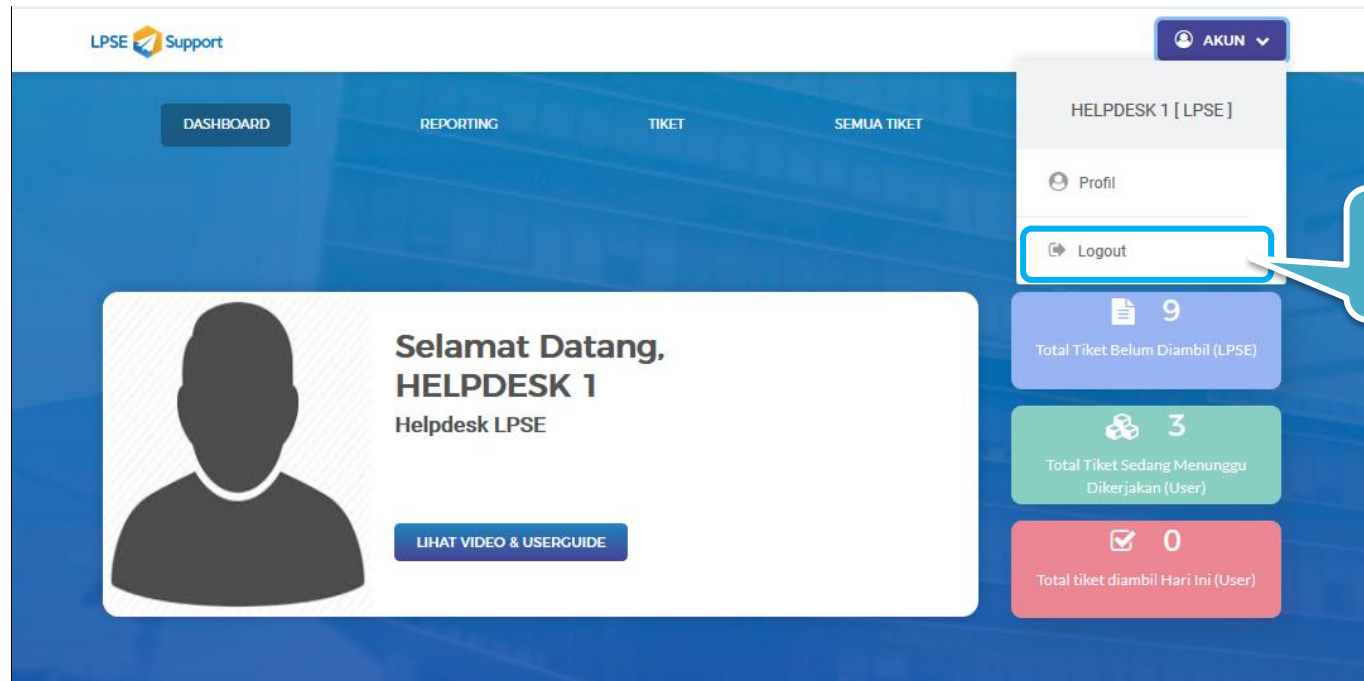 LPSE Support
AKUN
DASHBOARD
REPORTING
TIKET
SEMUA TIKET
HELPDESK 1 [ LPSE ]
Profil
Logout
Selamat Datang,
HELPDESK 1
Helpdesk LPSE
LIHAT VIDEO & USERGUIDE
9
Total Tiket Belum Diambil (LPSE)
3
Total Tiket Sedang Menunggu
Dikerjakan (User)
0
Total tiket diambil Hari Ini (User)